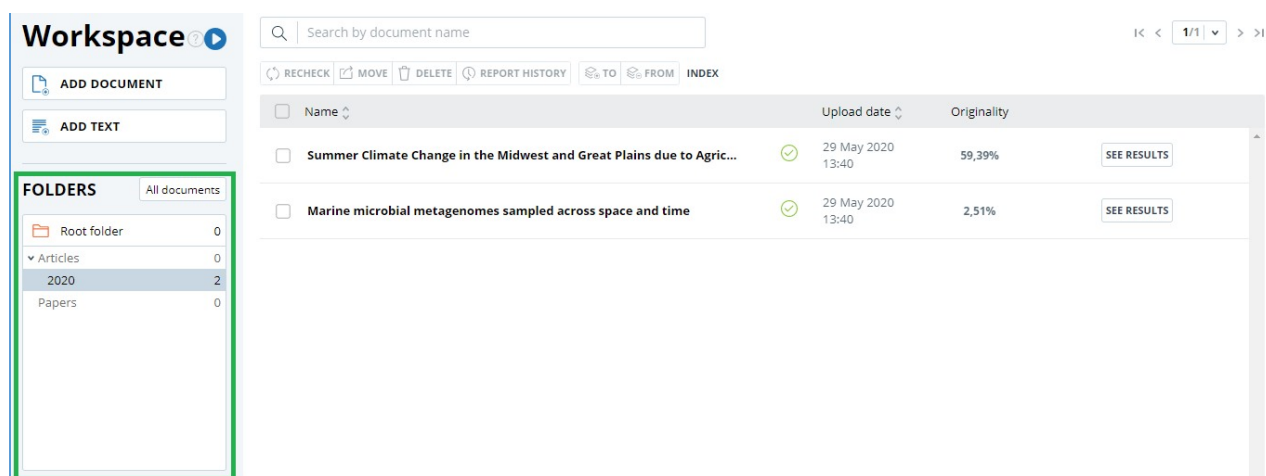 Workspace
ADD DOCUMENT
ADD TEXT
FOLDERS All documents
Root folder 0
Articles 0
2020 2
Papers 0
Search by document name
1/1
RECHECK MOVE DELETE REPORT HISTORY TO FROM INDEX
Name Upload date Originality
Summer Climate Change in the Midwest and Great Plains due to Agric... 29 May 2020 13:40 59,39% SEE RESULTS
Marine microbial metagenomes sampled across space and time 29 May 2020 13:40 2,51% SEE RESULTS